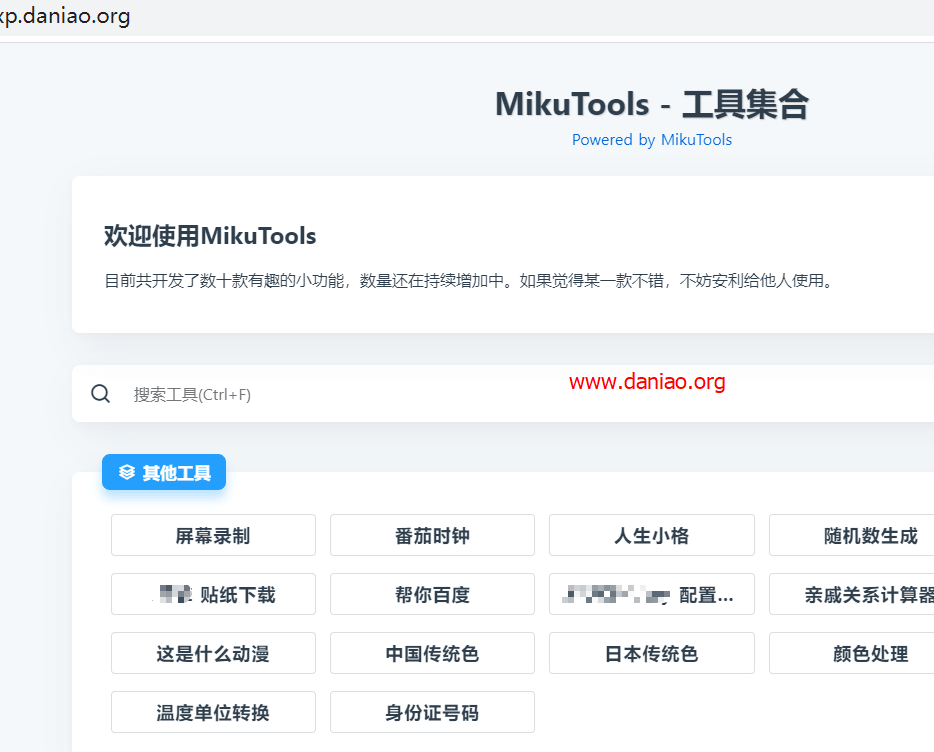 xp.daniao.org
MikuTools - 工具集合
Powered by MikuTools
欢迎使用MikuTools
目前共开发了数十款有趣的小功能，数量还在持续增加中。如果觉得某一款不错，不妨安利给他人使用。
搜索工具(Ctrl+F)
www.daniao.org
其他工具
屏幕录制 番茄时钟 人生小格 随机数生成
贴纸下载 帮你百度 配置... 亲戚关系计算器
这是什么动漫 中国传统色 日本传统色 颜色处理
温度单位转换 身份证号码